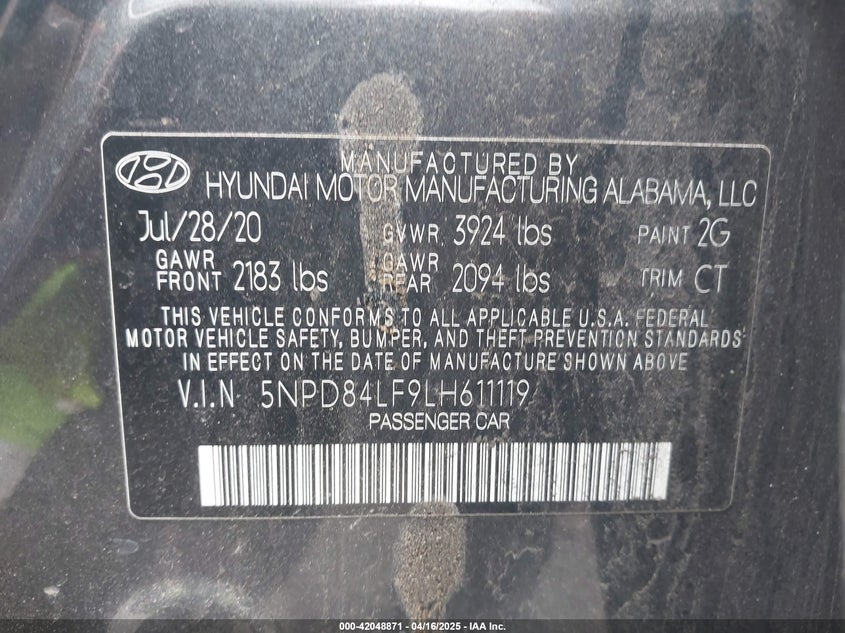 MANUFACTURED BY
HYUNDAI MOTOR MANUFACTURING ALABAMA, LLC
Jul/28/20 GVWR 3924 lbs PAINT 2G
GAWR FRONT 2183 lbs GAWR REAR 2094 lbs TRIM CT
THIS VEHICLE CONFORMS TO ALL APPLICABLE U.S.A. FEDERAL
MOTOR VEHICLE SAFETY, BUMPER, AND THEFT PREVENTION STANDARDS
IN EFFECT ON THE DATE OF MANUFACTURE SHOWN ABOVE
V.I.N 5NPD84LF9LH611119
PASSENGER CAR
000-42048871 - 04/16/2025 - IAA Inc.